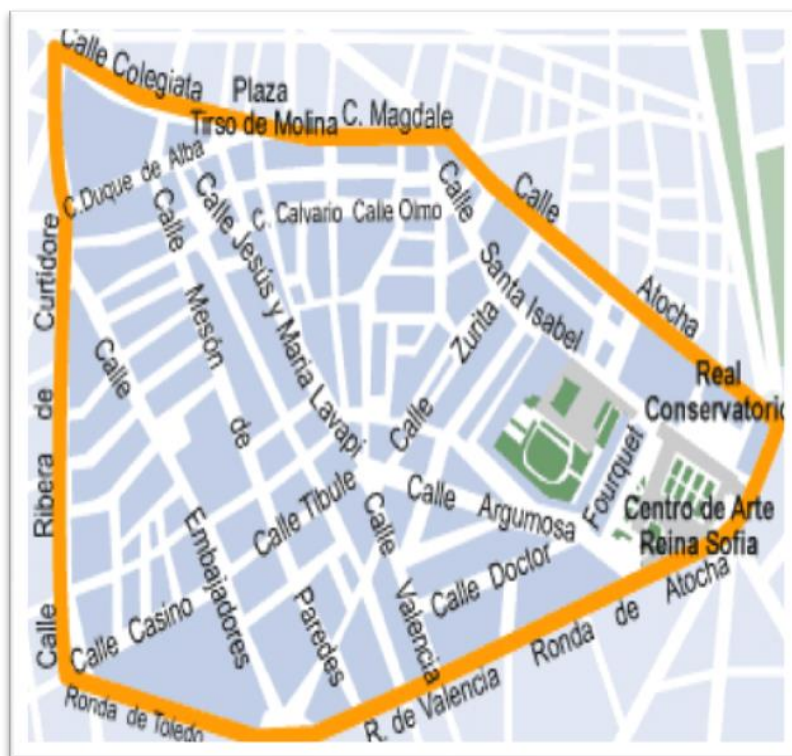 Calle Colegiata
Plaza
Tirso de Molina
C. Magdale
C.Duque de Alba
Calle Jesús y Maria Lavapi
C. Calvario Calle Olmo
Calle Santa Isabel
Calle Atocha
Calle Mesón de Paredes
Calle Embajadores
Calle Ribera de Curtidore
Calle Zurita
Real
Conservatorio
Calle Tibule
Calle Argumosa
Fourquet
Centro de Arte
Reina Sofia
Calle Valencia
Calle Doctor
Calle Casino
Ronda de Toledo
R. de Valencia
Ronda de Atocha